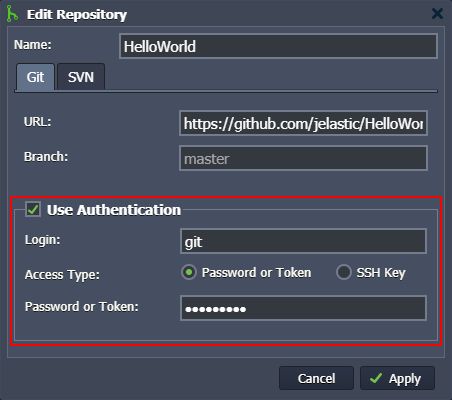 Edit Repository
Name: HelloWorld
Git SVN
URL: https://github.com/jelastic/HelloWor
Branch: master
Use Authentication
Login: git
Access Type: Password or Token SSH Key
Password or Token: •••••••••
Cancel Apply